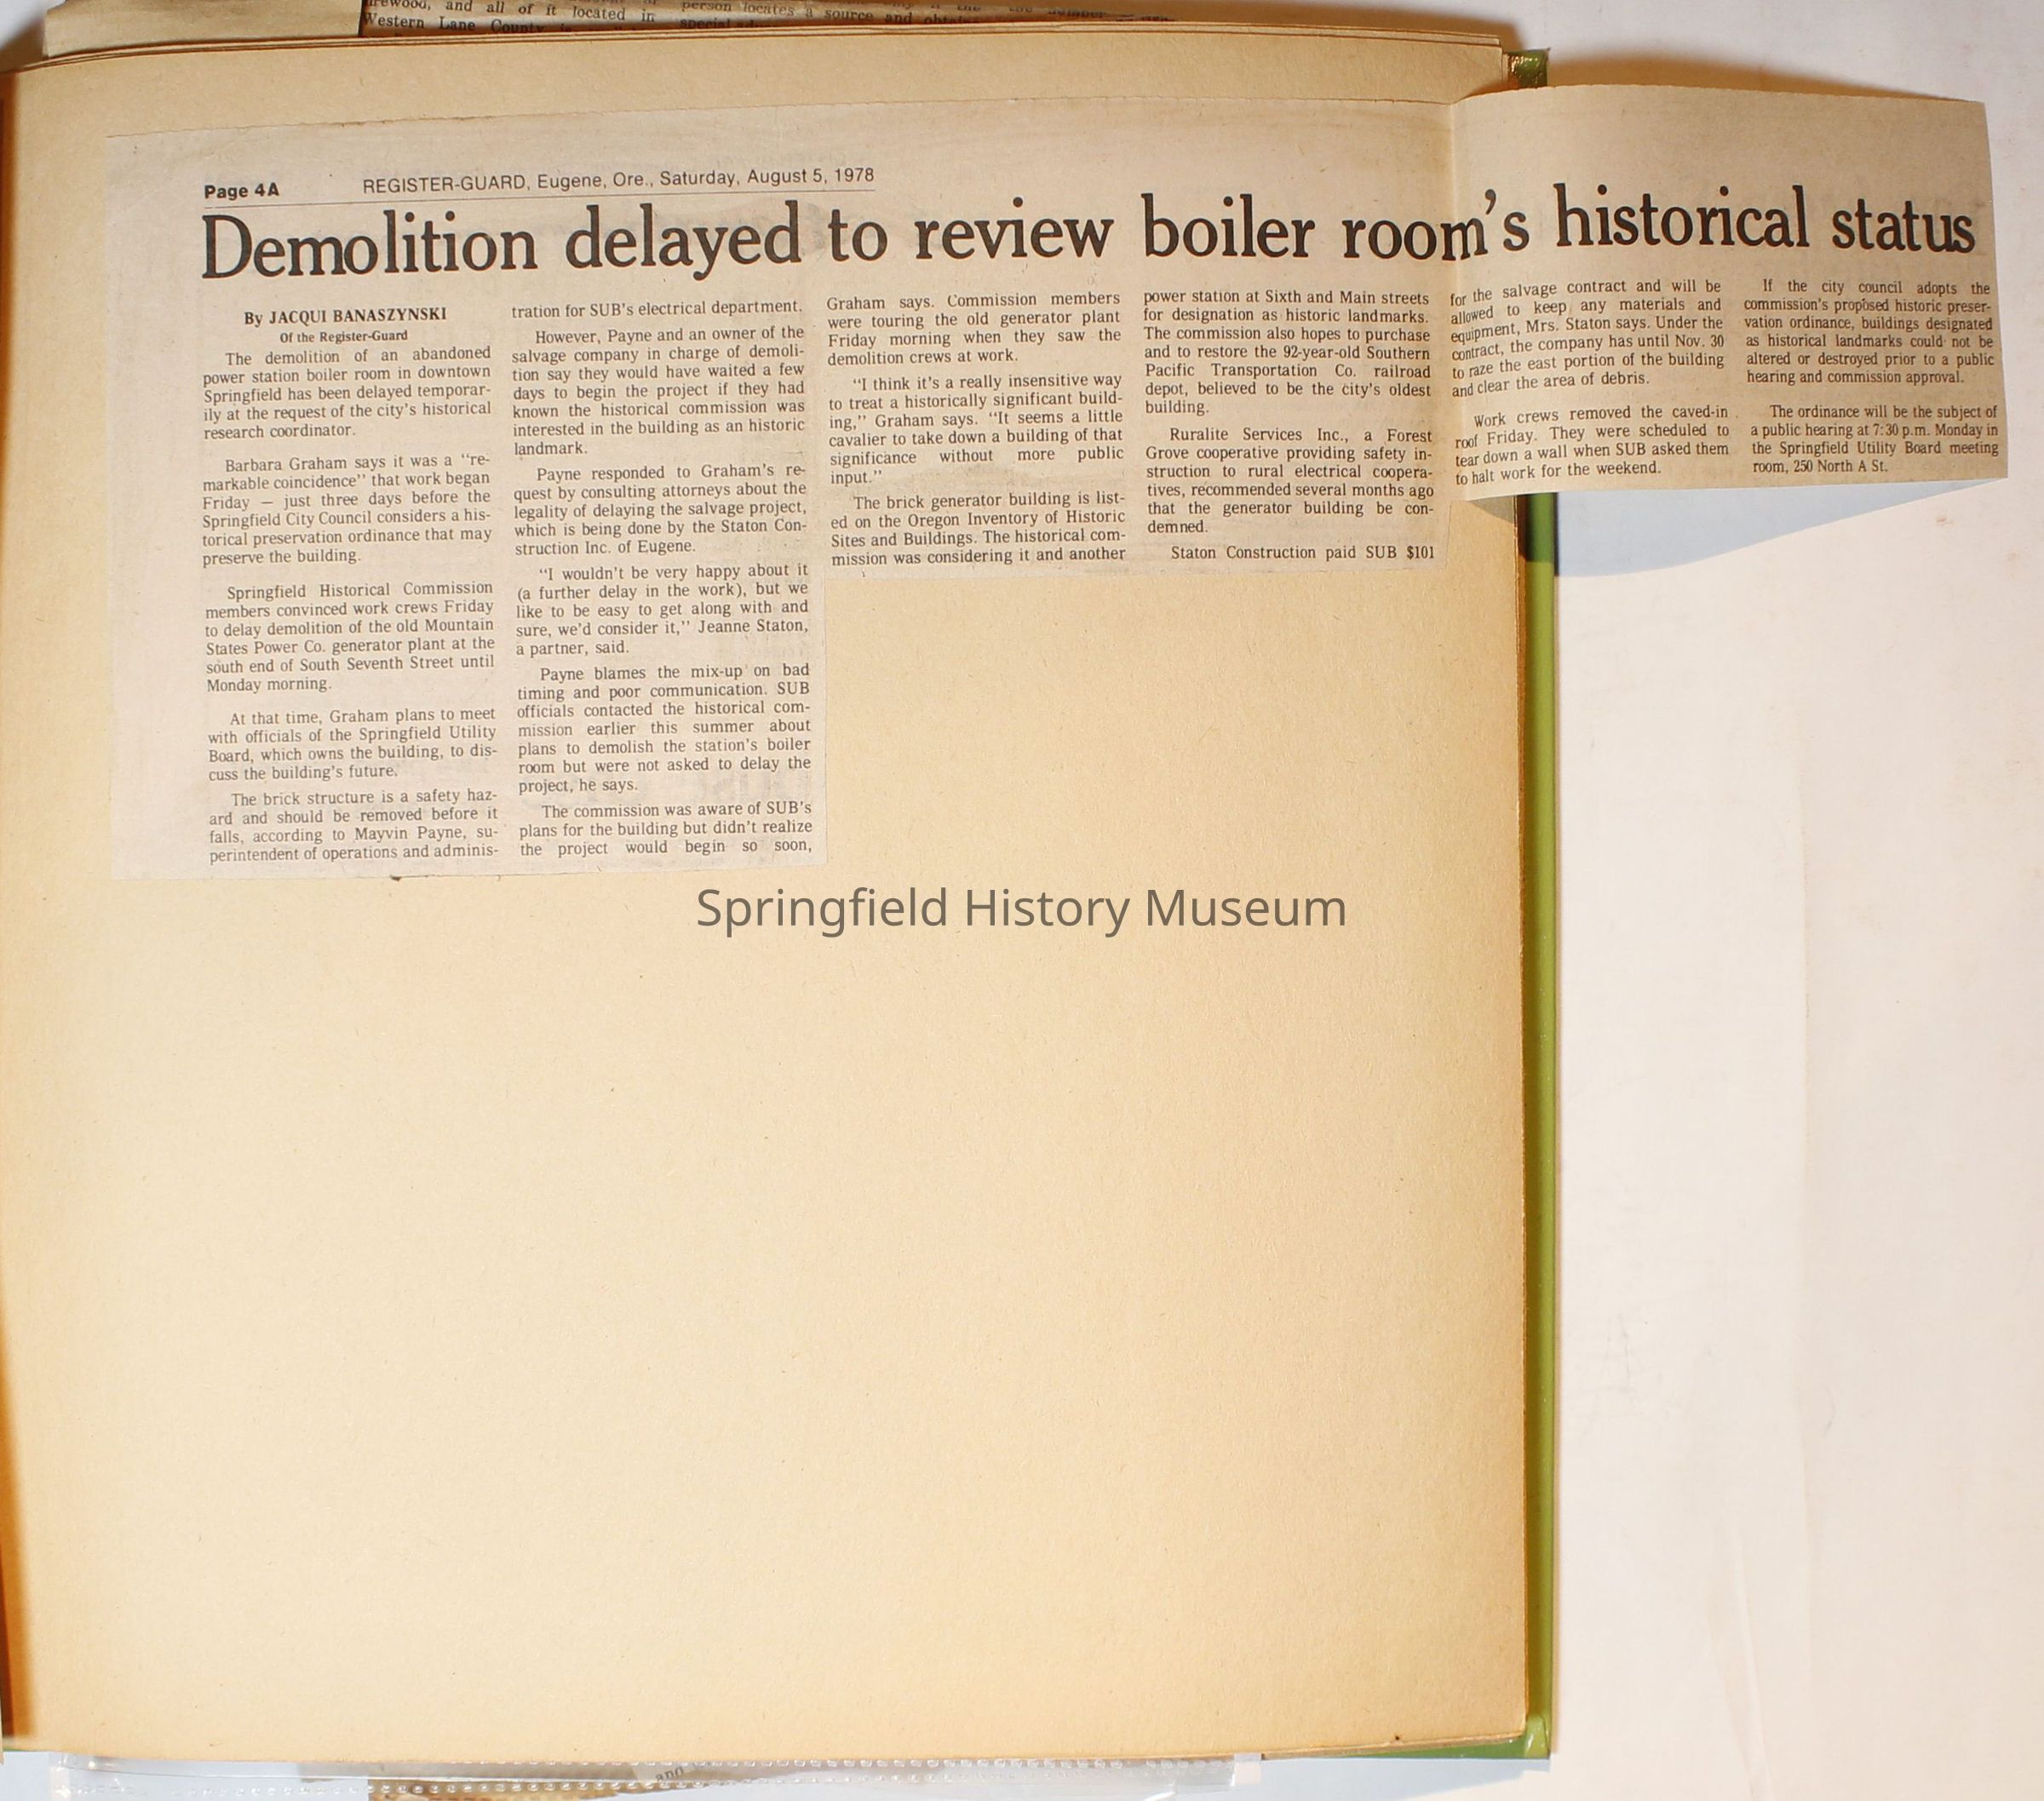 irewood, and all of it located in
Western Lane County
person locates a source and
Page 4A
REGISTER-GUARD, Eugene, Ore., Saturday, August 5, 1978
Demolition delayed to review boiler room's historical status
By JACQUI BANASZYNSKI
Of the Register-Guard
The demolition of an abandoned
power station boiler room in downtown
Springfield has been delayed temporar-
ily at the request of the city's historical
research coordinator.
Barbara Graham says it was a "re-
markable coincidence" that work began
Friday — just three days before the
Springfield City Council considers a his-
torical preservation ordinance that may
preserve the building.
Springfield Historical Commission
members convinced work crews Friday
to delay demolition of the old Mountain
States Power Co. generator plant at the
south end of South Seventh Street until
Monday morning.
At that time, Graham plans to meet
with officials of the Springfield Utility
Board, which owns the building, to dis-
cuss the building's future.
The brick structure is a safety haz-
ard and should be removed before it
falls, according to Mayvin Payne, su-
perintendent of operations and adminis-
tration for SUB's electrical department.
However, Payne and an owner of the
salvage company in charge of demoli-
tion say they would have waited a few
days to begin the project if they had
known the historical commission was
interested in the building as an historic
landmark.
Payne responded to Graham's re-
quest by consulting attorneys about the
legality of delaying the salvage project,
which is being done by the Staton Con-
struction Inc. of Eugene.
"I wouldn't be very happy about it
(a further delay in the work), but we
like to be easy to get along with and
sure, we'd consider it," Jeanne Staton,
a partner, said.
Payne blames the mix-up on bad
timing and poor communication. SUB
officials contacted the historical com-
mission earlier this summer about
plans to demolish the station's boiler
room but were not asked to delay the
project, he says.
The commission was aware of SUB's
plans for the building but didn't realize
the project would begin so soon,
Graham says. Commission members
were touring the old generator plant
Friday morning when they saw the
demolition crews at work.
"I think it's a really insensitive way
to treat a historically significant build-
ing," Graham says. "It seems a little
cavalier to take down a building of that
significance without more public
input."
The brick generator building is list-
ed on the Oregon Inventory of Historic
Sites and Buildings. The historical com-
mission was considering it and another
power station at Sixth and Main streets
for designation as historic landmarks.
The commission also hopes to purchase
and to restore the 92-year-old Southern
Pacific Transportation Co. railroad
depot, believed to be the city's oldest
building.
Ruralite Services Inc., a Forest
Grove cooperative providing safety in-
struction to rural electrical coopera-
tives, recommended several months ago
that the generator building be con-
demned.
Staton Construction paid SUB $101
for the salvage contract and will be
allowed to keep any materials and
equipment, Mrs. Staton says. Under the
contract, the company has until Nov. 30
to raze the east portion of the building
and clear the area of debris.
Work crews removed the caved-in
roof Friday. They were scheduled to
tear down a wall when SUB asked them
to halt work for the weekend.
If the city council adopts the
commission's proposed historic preser-
vation ordinance, buildings designated
as historical landmarks could not be
altered or destroyed prior to a public
hearing and commission approval.
The ordinance will be the subject of
a public hearing at 7:30 p.m. Monday in
the Springfield Utility Board meeting
room, 250 North A St.
Springfield History Museum
and